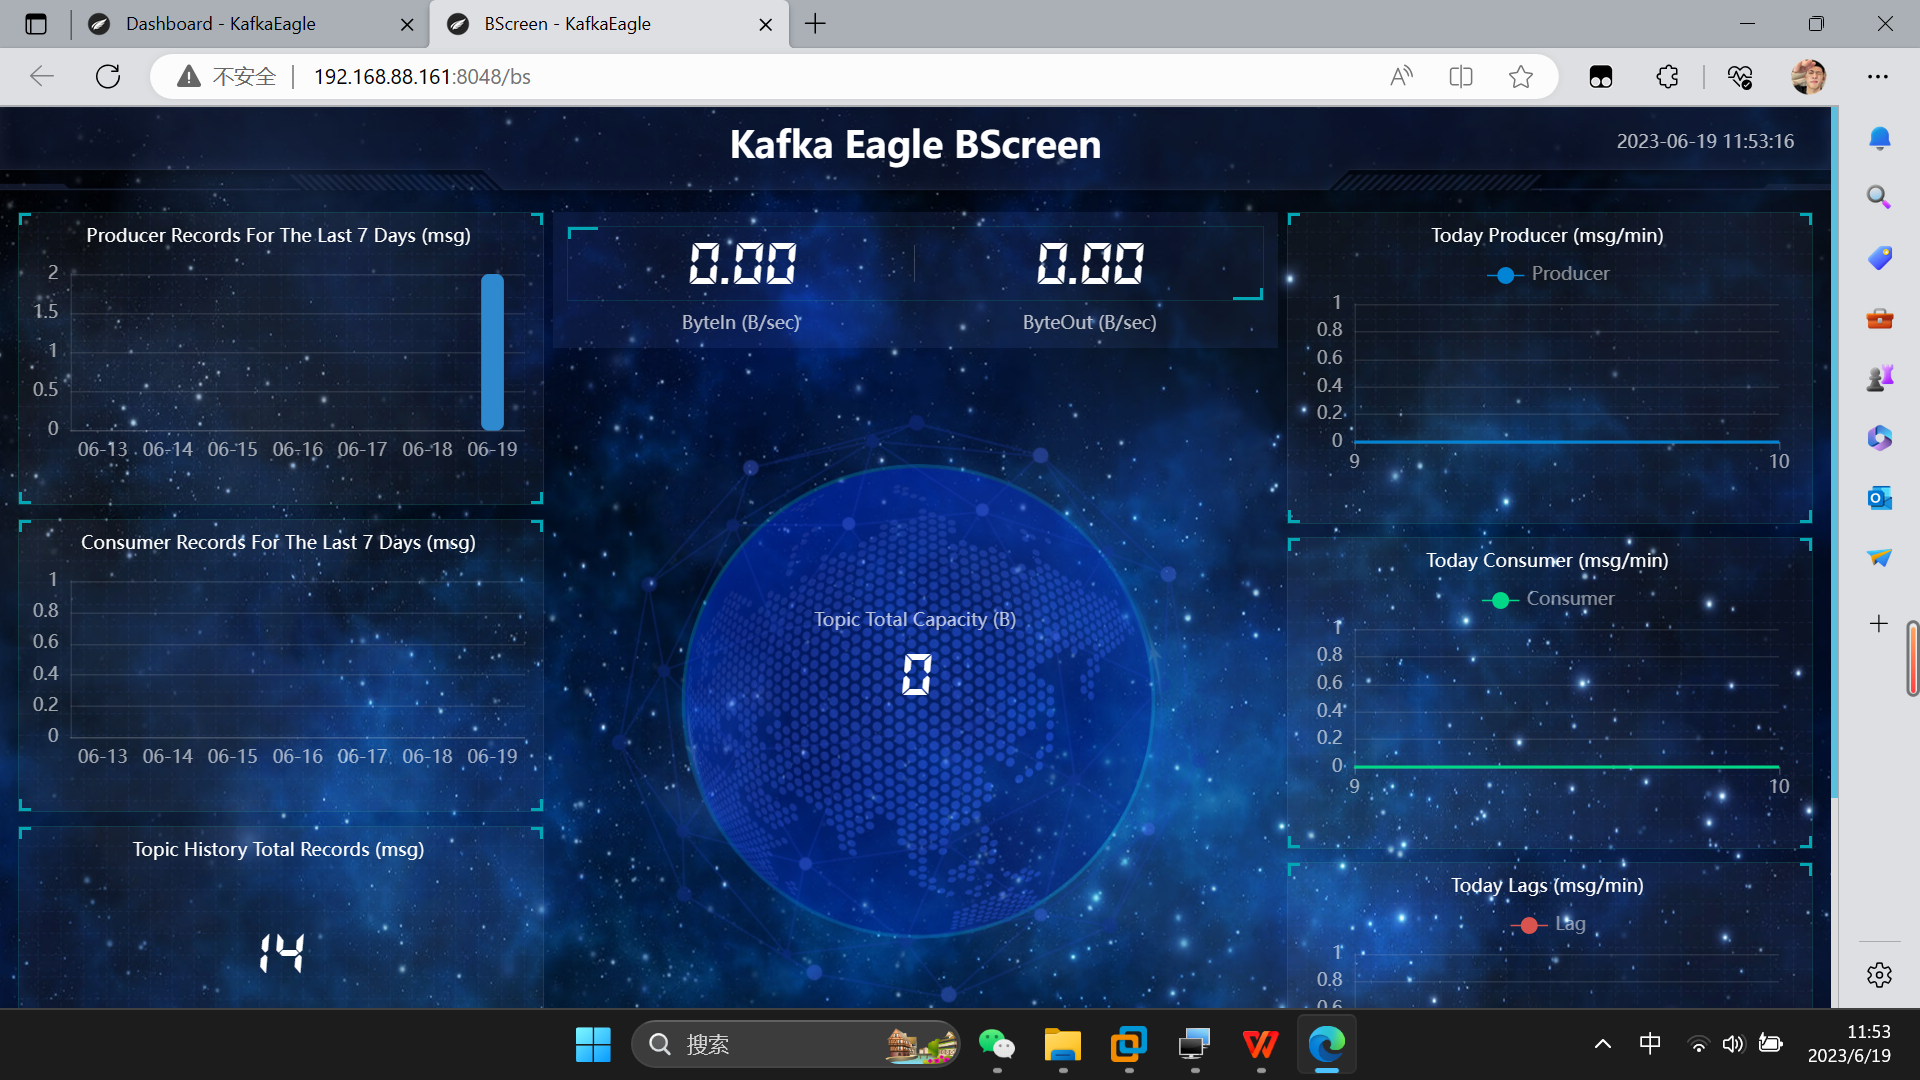 Dashboard - KafkaEagle
BScreen - KafkaEagle
不安全
192.168.88.161:8048/bs
Kafka Eagle BScreen
2023-06-19 11:53:16
Producer Records For The Last 7 Days (msg)
2
1.5
1
0.5
0
06-13 06-14 06-15 06-16 06-17 06-18 06-19
Consumer Records For The Last 7 Days (msg)
1
0.8
0.6
0.4
0.2
0
06-13 06-14 06-15 06-16 06-17 06-18 06-19
Topic History Total Records (msg)
14
0.00
ByteIn (B/sec)
0.00
ByteOut (B/sec)
Topic Total Capacity (B)
0
Today Producer (msg/min)
Producer
1
0.8
0.6
0.4
0.2
0
9 10
Today Consumer (msg/min)
Consumer
1
0.8
0.6
0.4
0.2
0
9 10
Today Lags (msg/min)
Lag
1
0.8
0.6
搜索
中
11:53
2023/6/19